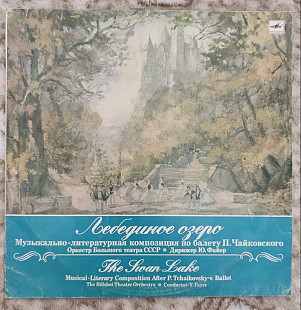 Лебединое озеро
Музыкально-литературная композиция по балету П. Чайковского
Оркестр Большого театра СССР * Дирижер Ю. Файер
The Swan Lake
Musical-Literary Composition After P. Tchaikovsky-s Ballet
The Bolshoi Theatre Orchestra * Conductor-Y. Fayer